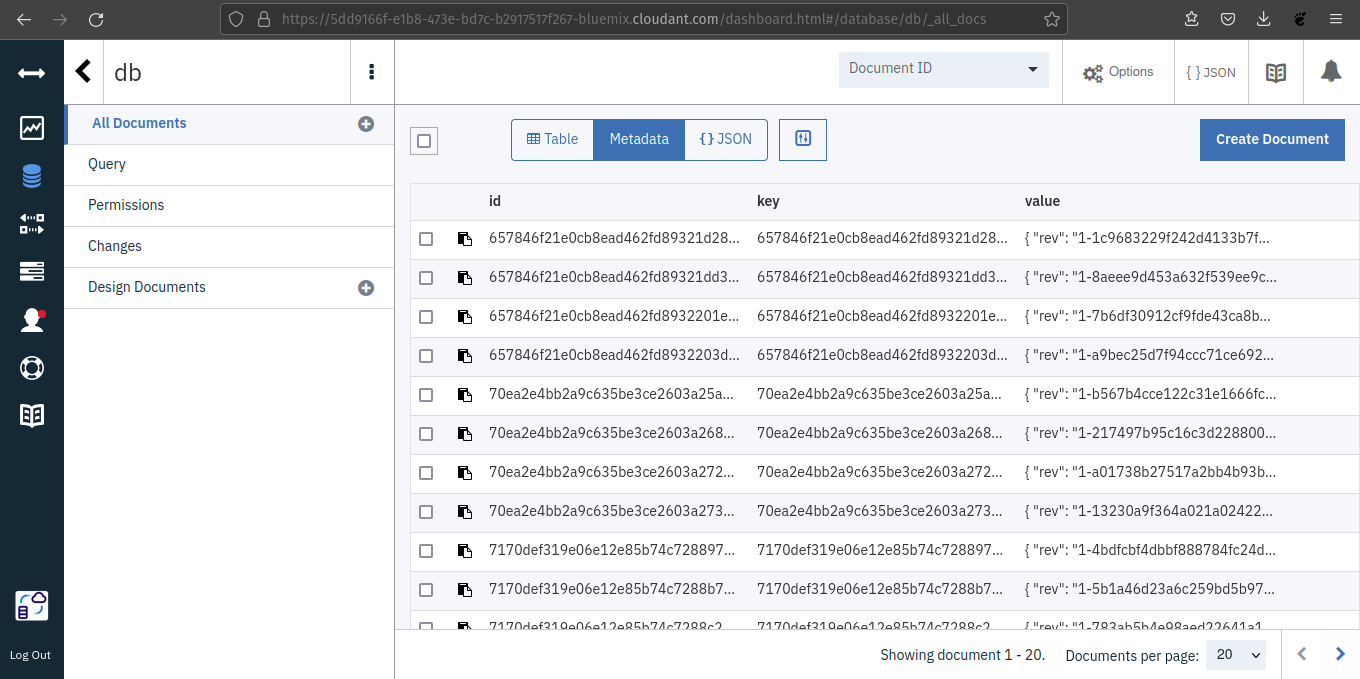 https://5dd9166f-e1b8-473e-bd7c-b2917517f267-bluemix.cloudant.com/dashboard.html#/database/db/_all_docs
db
Document ID
Options
{ } JSON
All Documents
Query
Permissions
Changes
Design Documents
Table
Metadata
{ } JSON
Create Document
id key value
657846f21e0cb8ead462fd89321d28... 657846f21e0cb8ead462fd89321d28... { "rev": "1-1c9683229f242d4133b7f...
657846f21e0cb8ead462fd89321dd3... 657846f21e0cb8ead462fd89321dd3... { "rev": "1-8aeee9d453a632f539ee9c...
657846f21e0cb8ead462fd8932201e... 657846f21e0cb8ead462fd8932201e... { "rev": "1-7b6df30912cf9fde43ca8b...
657846f21e0cb8ead462fd8932203d... 657846f21e0cb8ead462fd8932203d... { "rev": "1-a9bec25d7f94ccc71ce692...
70ea2e4bb2a9c635be3ce2603a25a... 70ea2e4bb2a9c635be3ce2603a25a... { "rev": "1-b567b4cce122c31e1666fc...
70ea2e4bb2a9c635be3ce2603a268... 70ea2e4bb2a9c635be3ce2603a268... { "rev": "1-217497b95c16c3d228800...
70ea2e4bb2a9c635be3ce2603a272... 70ea2e4bb2a9c635be3ce2603a272... { "rev": "1-a01738b27517a2bb4b93b...
70ea2e4bb2a9c635be3ce2603a273... 70ea2e4bb2a9c635be3ce2603a273... { "rev": "1-13230a9f364a021a02422...
7170def319e06e12e85b74c728897... 7170def319e06e12e85b74c728897... { "rev": "1-4bdfcbf4dbbf888784fc24d...
7170def319e06e12e85b74c7288b7... 7170def319e06e12e85b74c7288b7... { "rev": "1-5b1a46d23a6c259bd5b97...
7170def319e06e12e85b74c7288c2... 7170def319e06e12e85b74c7288c2... { "rev": "1-783ab5b4e98aed22641a1...
Showing document 1 - 20.
Documents per page: 20
Log Out